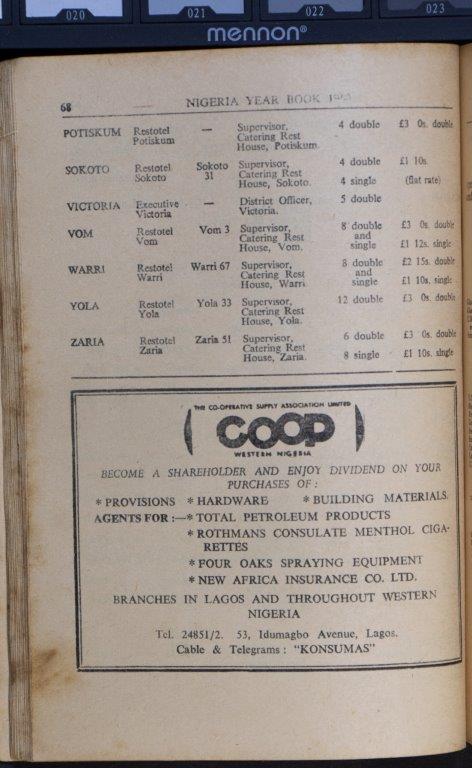 020 021 022 023
mennon®
68 NIGERIA YEAR BOOK
POTISKUM Restotel — Supervisor, 4 double £3 0s. double
Potiskum Catering Rest
House, Potiskum.
SOKOTO Restotel Sokoto Supervisor, 4 double £1 10s.
Sokoto 31 Catering Rest
House, Sokoto. 4 single (flat rate)
VICTORIA Executive — District Officer, 5 double
Victoria Victoria.
VOM Restotel Vom 3 Supervisor, 8 double £3 0s. double
Vom Catering Rest and
House, Vom. single £1 12s. single
WARRI Restotel Warri 67 Supervisor, 8 double £2 15s. double
Warri Catering Rest and
House, Warri. single £1 10s. single
YOLA Restotel Yola 33 Supervisor, 12 double £3 0s. double
Yola Catering Rest
House, Yola.
ZARIA Restotel Zaria 51 Supervisor, 6 double £3 0s. double
Zaria Catering Rest
House, Zaria. 8 single £1 10s. single
THE CO-OPERATIVE SUPPLY ASSOCIATION LIMITED
COOP
WESTERN NIGERIA
BECOME A SHAREHOLDER AND ENJOY DIVIDEND ON YOUR
PURCHASES OF :
* PROVISIONS * HARDWARE * BUILDING MATERIALS.
AGENTS FOR :—* TOTAL PETROLEUM PRODUCTS
* ROTHMANS CONSULATE MENTHOL CIGA-
RETTES
* FOUR OAKS SPRAYING EQUIPMENT
* NEW AFRICA INSURANCE CO. LTD.
BRANCHES IN LAGOS AND THROUGHOUT WESTERN
NIGERIA
Tel. 24851/2. 53, Idumagbo Avenue, Lagos.
Cable & Telegrams : "KONSUMAS"